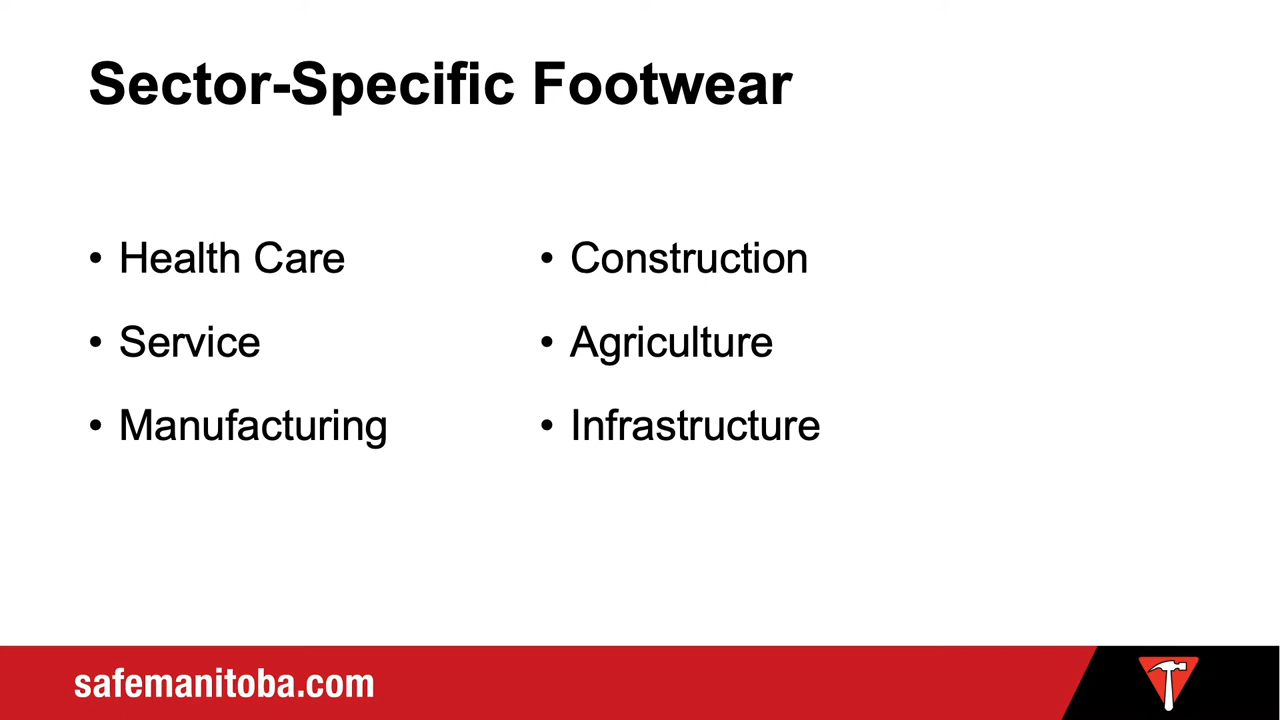 Sector-Specific Footwear
• Health Care
• Service
• Manufacturing
• Construction
• Agriculture
• Infrastructure
safemanitoba.com